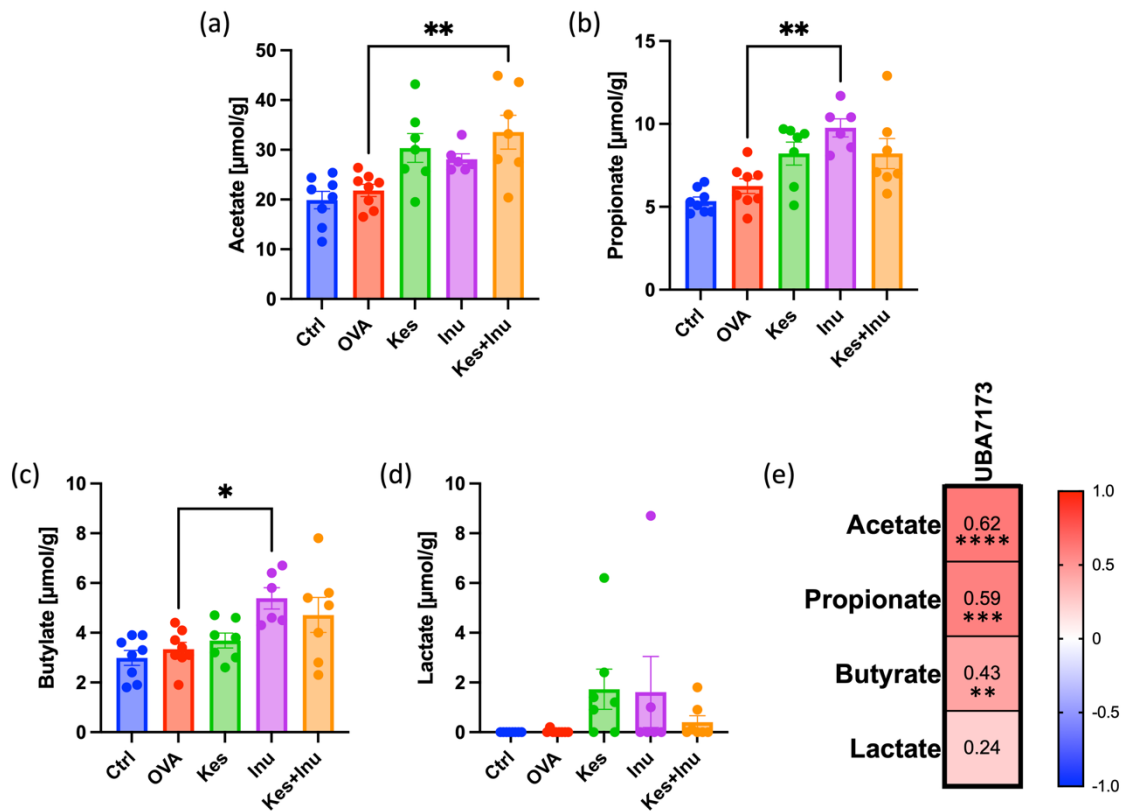 (a)
**
Acetate [µmol/g]
50
40
30
20
10
0
Ctrl
OVA
Kes
Inu
Kes+Inu
(b)
**
Propionate [µmol/g]
15
10
5
0
Ctrl
OVA
Kes
Inu
Kes+Inu
(c)
*
Butylate [µmol/g]
10
8
6
4
2
0
Ctrl
OVA
Kes
Inu
Kes+Inu
(d)
Lactate [µmol/g]
10
8
6
4
2
0
Ctrl
OVA
Kes
Inu
Kes+Inu
(e)
UBA7173
Acetate
0.62
****
Propionate
0.59
***
Butyrate
0.43
**
Lactate
0.24
1.0
0.5
0
-0.5
-1.0